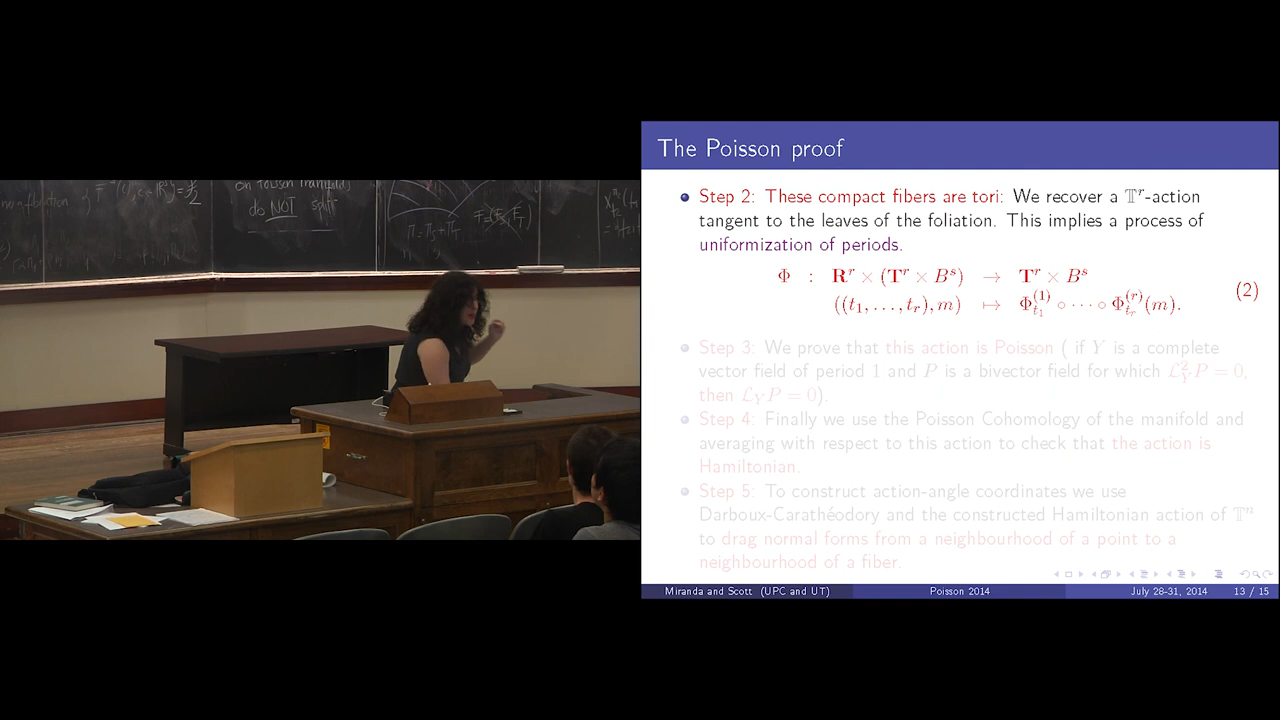 do NOT split
Π = Π_S + Π_T
The Poisson proof
Step 2: These compact fibers are tori: We recover a 𝕋^r-action
tangent to the leaves of the foliation. This implies a process of
uniformization of periods.
Φ : R^r × (T^r × B^s) → T^r × B^s
((t_1, …, t_r), m) ↦ Φ_{t_1}^{(1)} ∘ ⋯ ∘ Φ_{t_r}^{(r)}(m). (2)
Step 3: We prove that this action is Poisson ( if Y is a complete
vector field of period 1 and P is a bivector field for which ℒ_Y^2 P = 0,
then ℒ_Y P = 0).
Step 4: Finally we use the Poisson Cohomology of the manifold and
averaging with respect to this action to check that the action is
Hamiltonian.
Step 5: To construct action-angle coordinates we use
Darboux-Carathéodory and the constructed Hamiltonian action of 𝕋^n
to drag normal forms from a neighbourhood of a point to a
neighbourhood of a fiber.
Miranda and Scott (UPC and UT) Poisson 2014 July 28-31, 2014 13 / 15